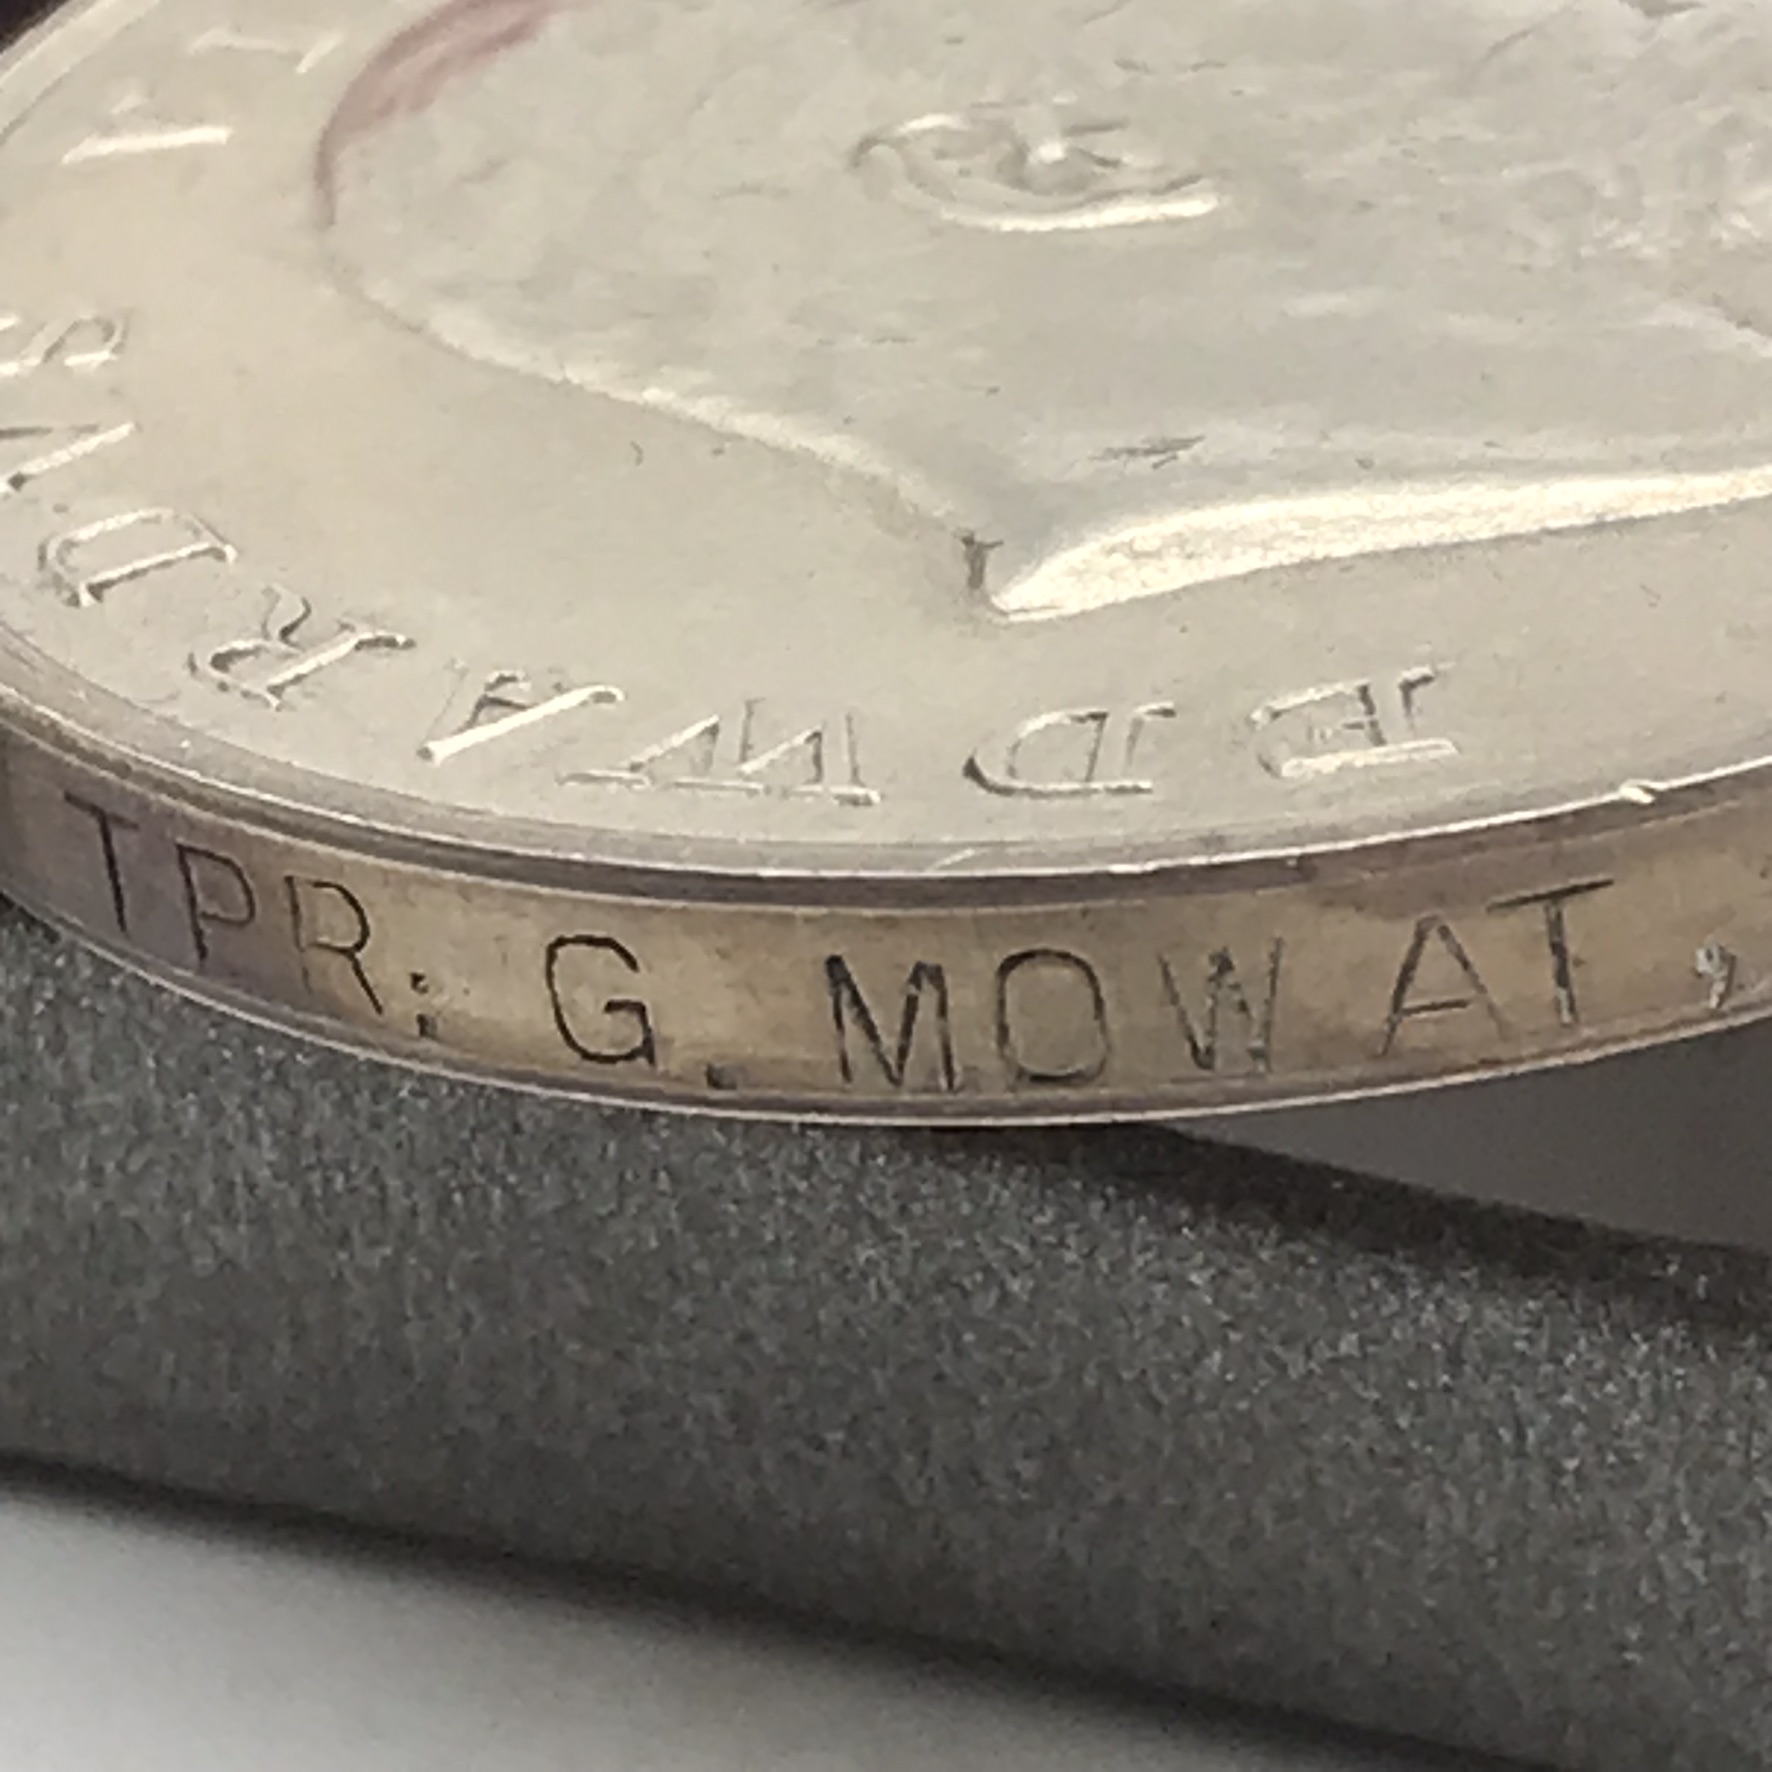 EDWARDVS
TPR. G. MOWAT,